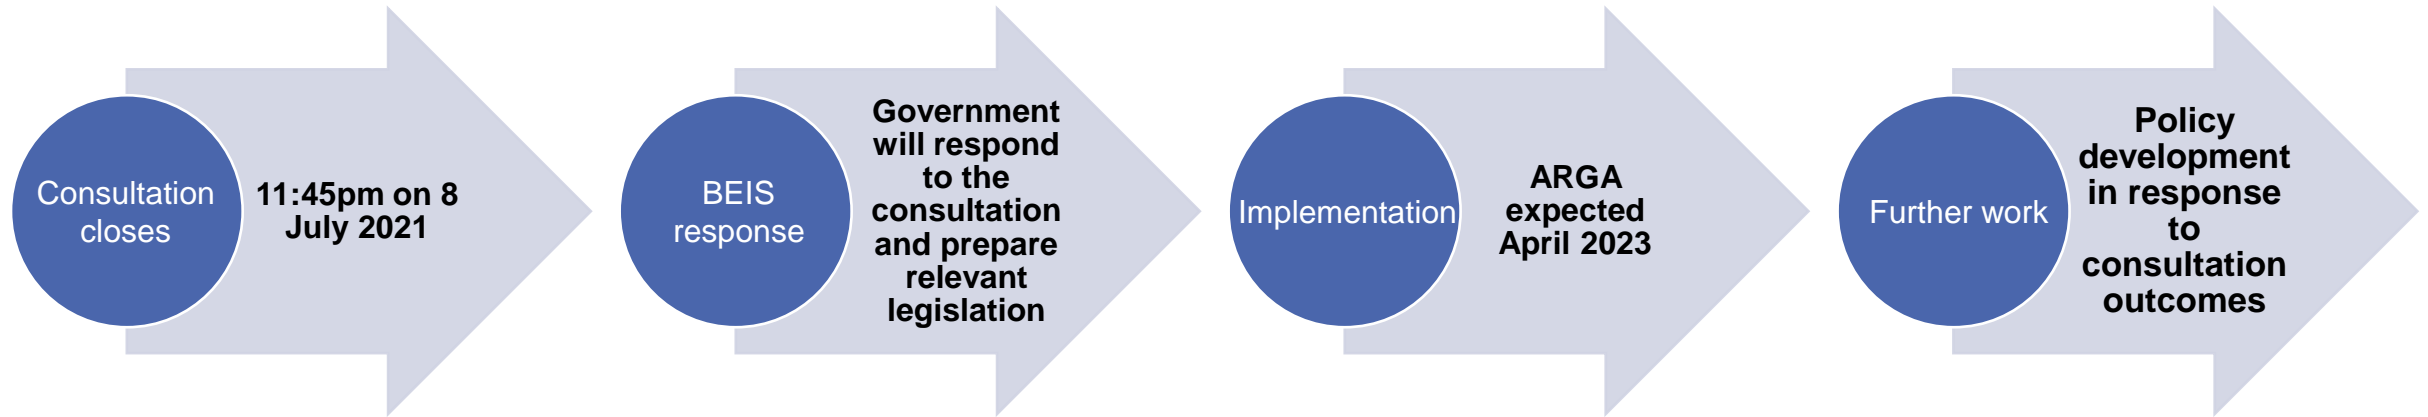 Consultation
closes
11:45pm on 8
July 2021
BEIS
response
Government
will respond
to the
consultation
and prepare
relevant
legislation
Implementation
ARGA
expected
April 2023
Further work
Policy
development
in response
to
consultation
outcomes